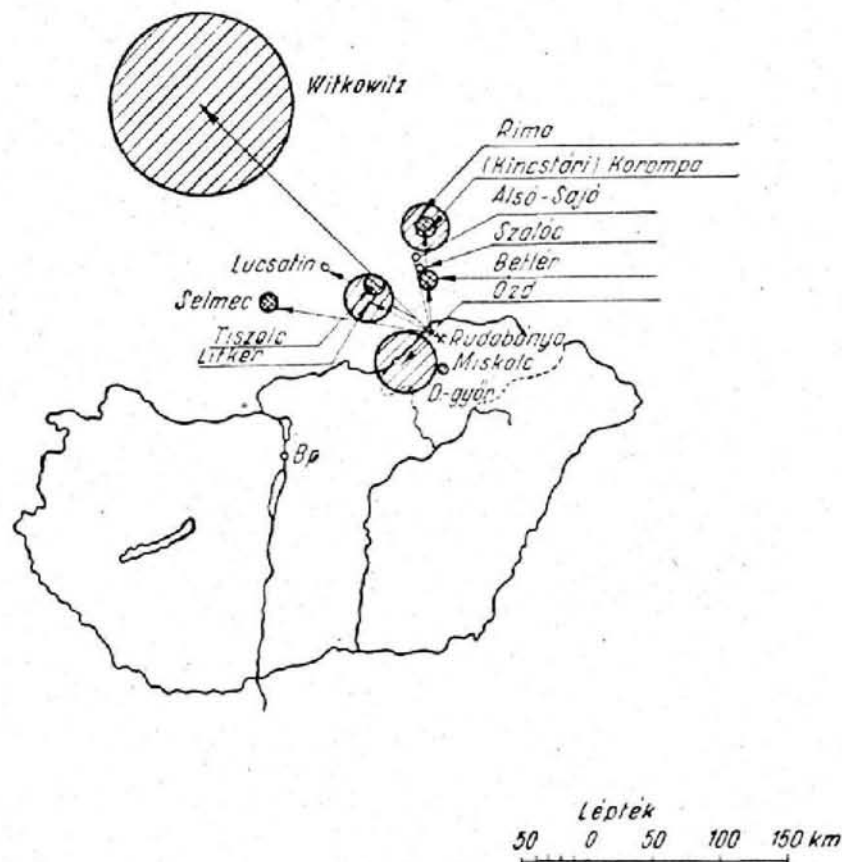 Witkowitz
Rima
(Kincstári) Korompa
Alsó-Sajó
Szalóc
Betlér
Ózd
Lucsatin
Selmec
Tiszolc
Litker
Rudabánya
Miskolc
D-győr
Bp
Lépték
50 0 50 100 150 km